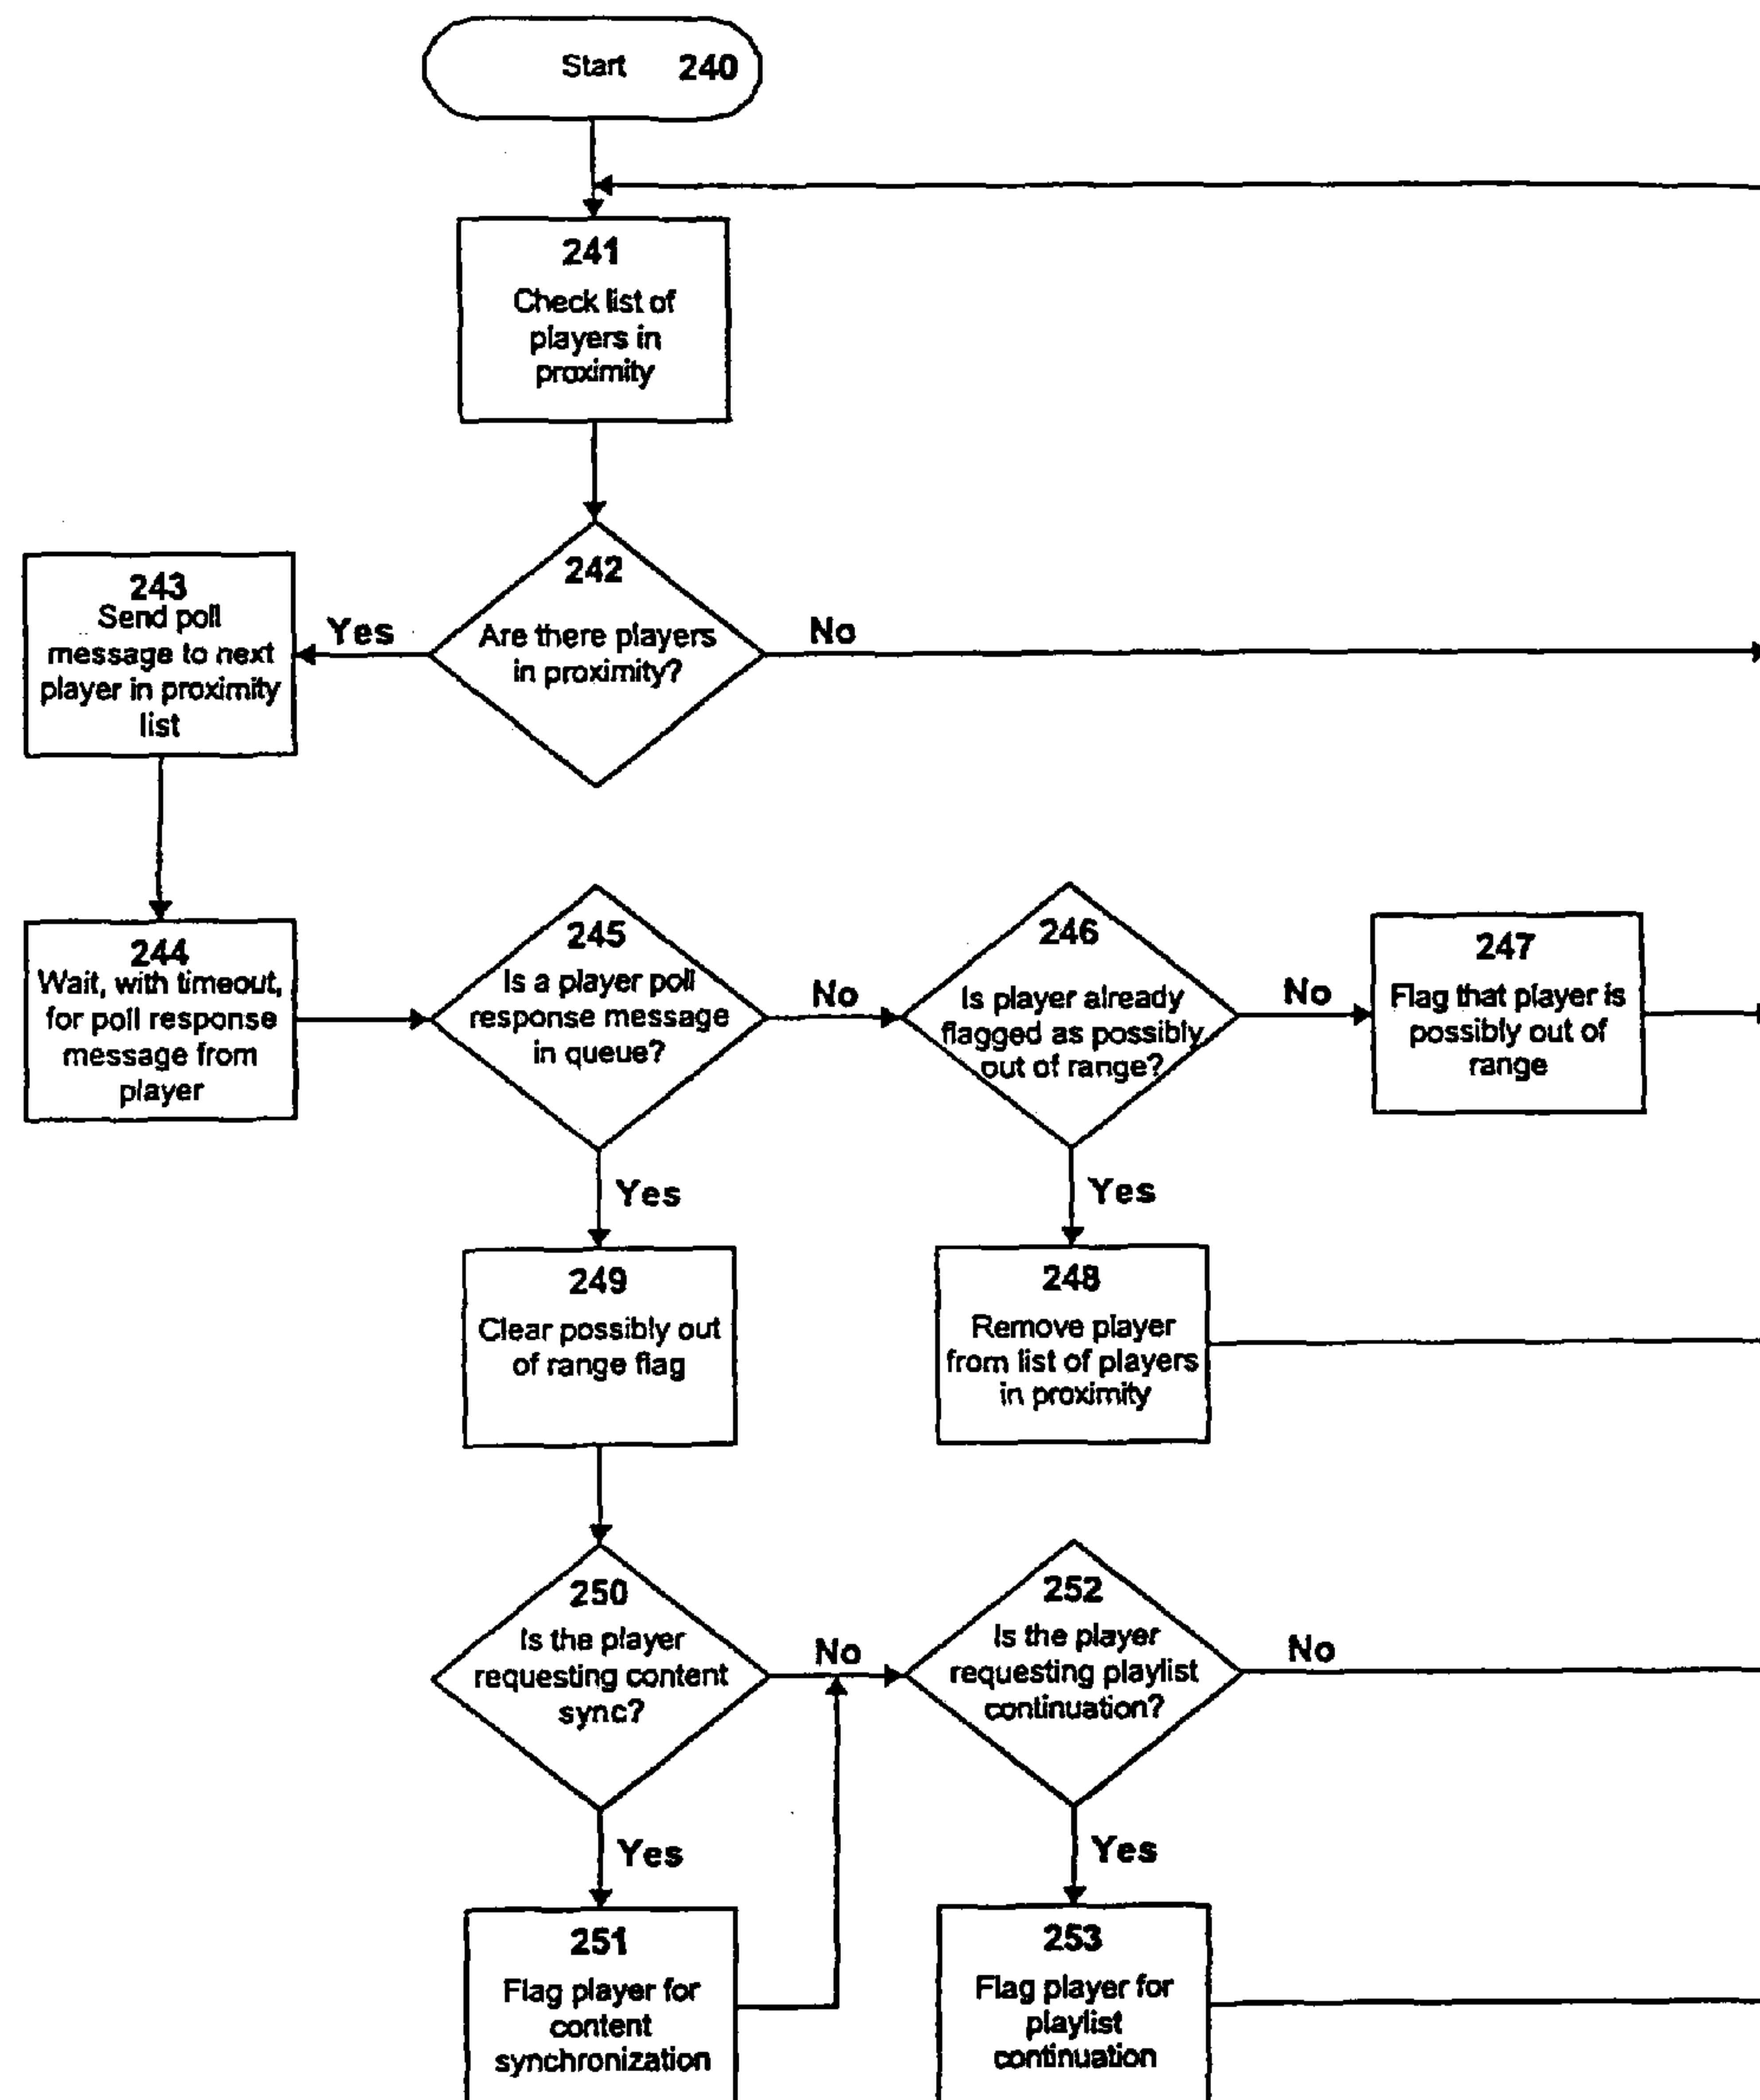 Start 240
241
Check list of
players in
proximity
242
Are there players
in proximity?
Yes
No
243
Send poll
message to next
player in proximity
list
244
Wait, with timeout,
for poll response
message from
player
245
Is a player poll
response message
in queue?
No
246
Is player already
flagged as possibly
out of range?
No
247
Flag that player is
possibly out of
range
Yes
Yes
249
Clear possibly out
of range flag
248
Remove player
from list of players
in proximity
250
Is the player
requesting content
sync?
No
252
Is the player
requesting playlist
continuation?
No
Yes
Yes
251
Flag player for
content
synchronization
253
Flag player for
playlist
continuation